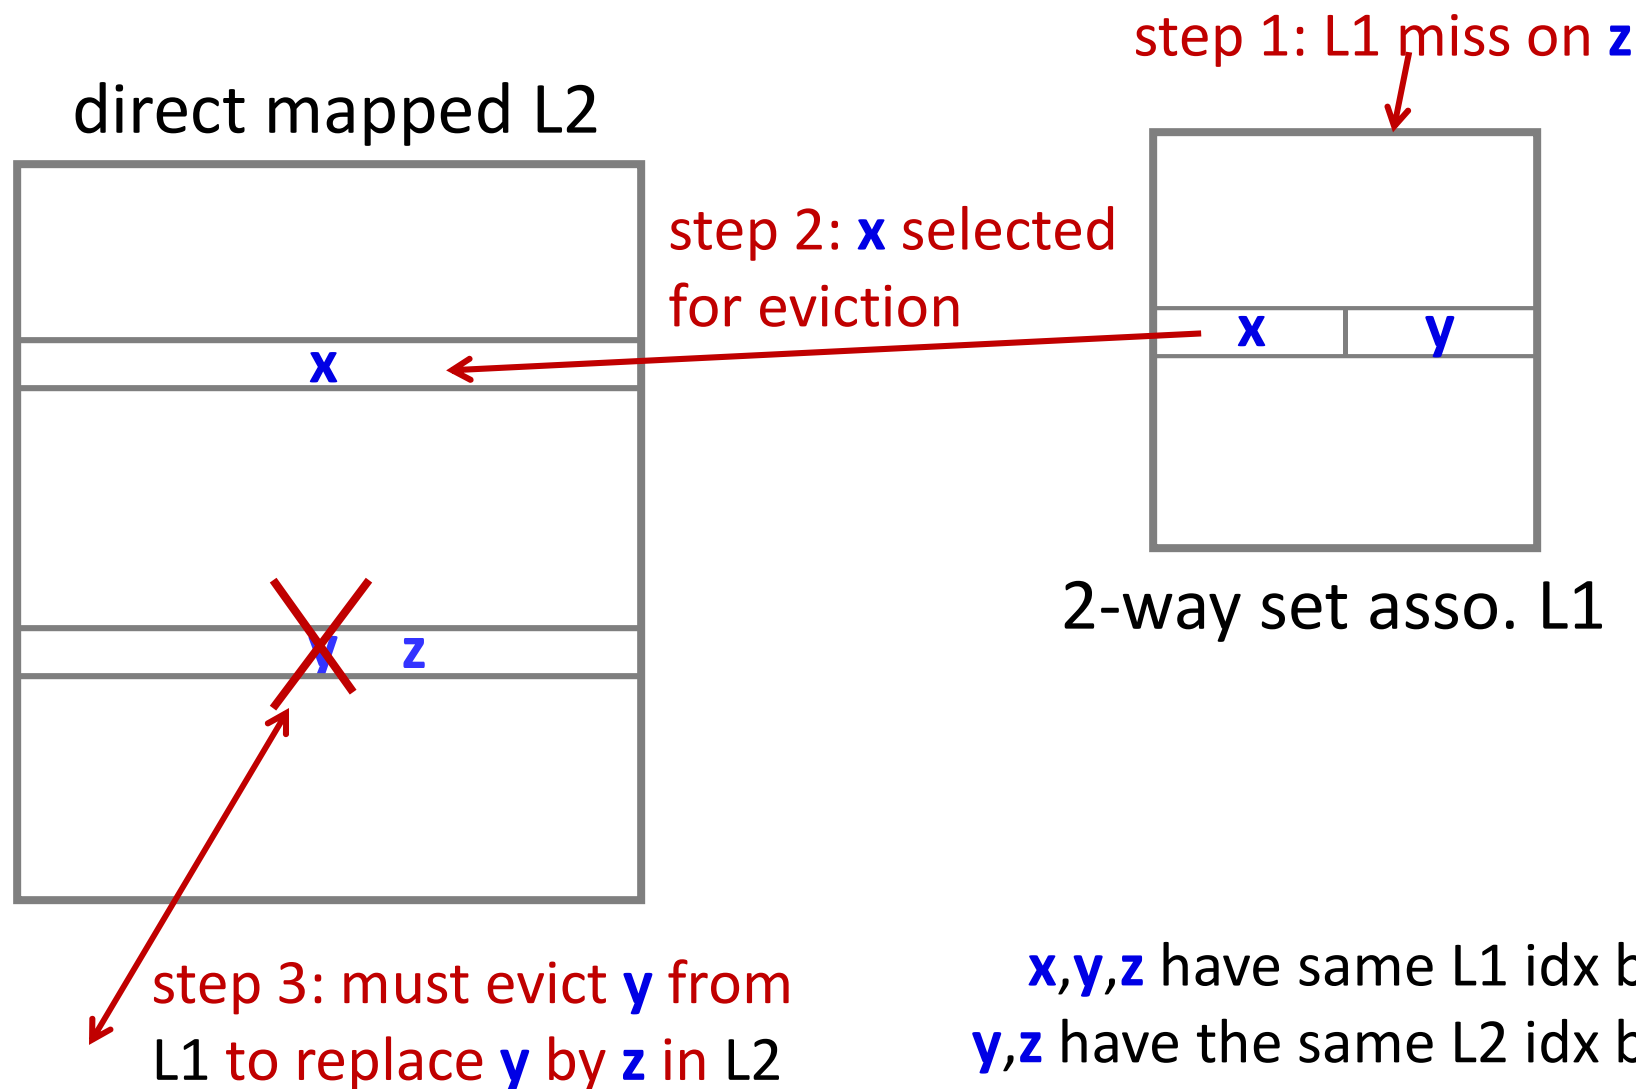 step 1: L1 miss on z
direct mapped L2
step 2: x selected
for eviction
x
x y
y z
2-way set asso. L1
step 3: must evict y from
L1 to replace y by z in L2
x,y,z have same L1 idx b
y,z have the same L2 idx b